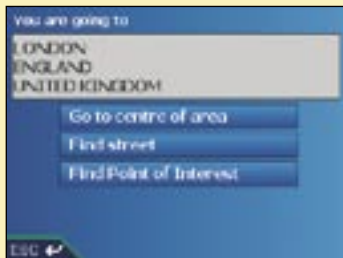 You are going to
LONDON
ENGLAND
UNITED KINGDOM
Go to centre of area
Find street
Find Point of Interest
ESC